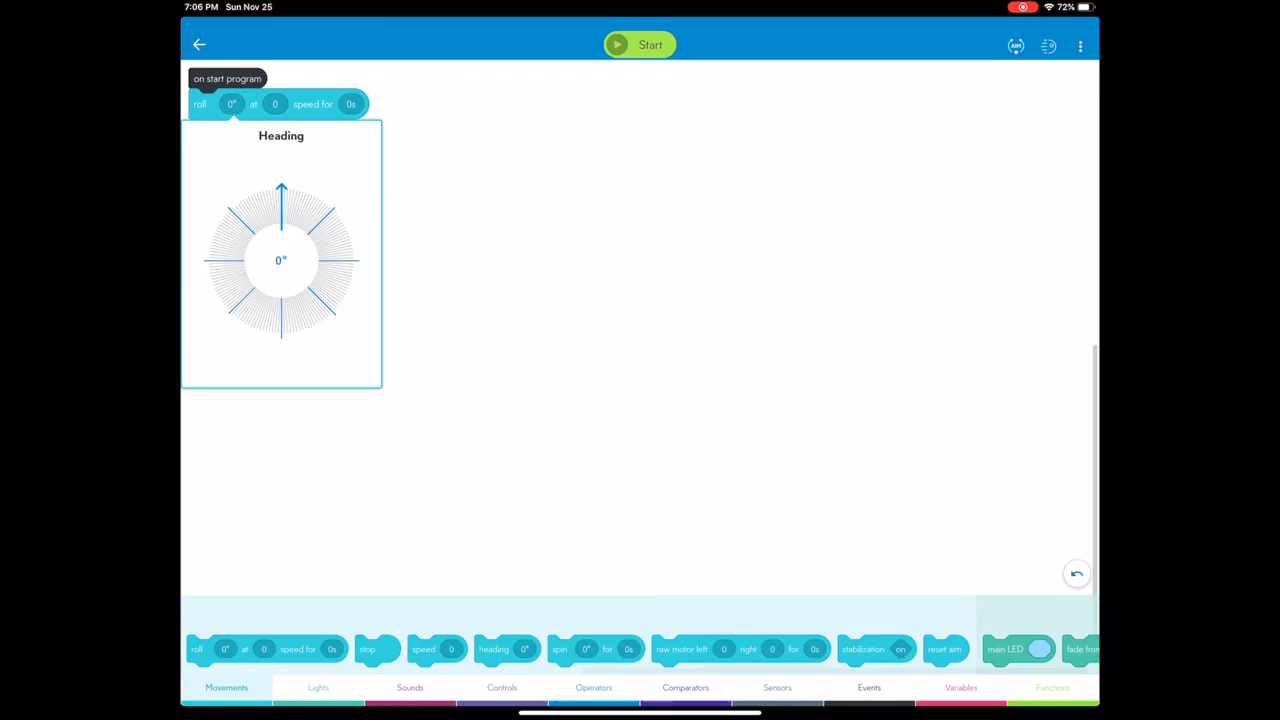 7:06 PM Sun Nov 25
72%
Start
AIM
on start program
roll 0° at 0 speed for 0s
Heading
0°
roll 0° at 0 speed for 0s
stop
speed 0
heading 0°
spin 0° for 0s
raw motor left 0 right 0 for 0s
stabilization on
reset aim
main LED
fade from
Movements
Lights
Sounds
Controls
Operators
Comparators
Sensors
Events
Variables
Functions